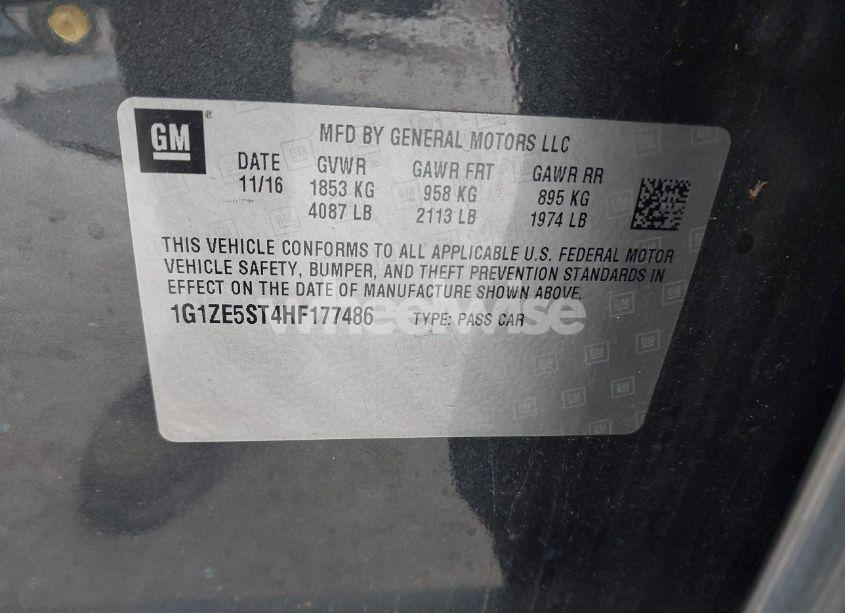 GM
MFD BY GENERAL MOTORS LLC
DATE GVWR GAWR FRT GAWR RR
11/16 1853 KG 958 KG 895 KG
4087 LB 2113 LB 1974 LB
THIS VEHICLE CONFORMS TO ALL APPLICABLE U.S. FEDERAL MOTOR
VEHICLE SAFETY, BUMPER, AND THEFT PREVENTION STANDARDS IN
EFFECT ON THE DATE OF MANUFACTURE SHOWN ABOVE.
1G1ZE5ST4HF177486 TYPE: PASS CAR
wheelwise